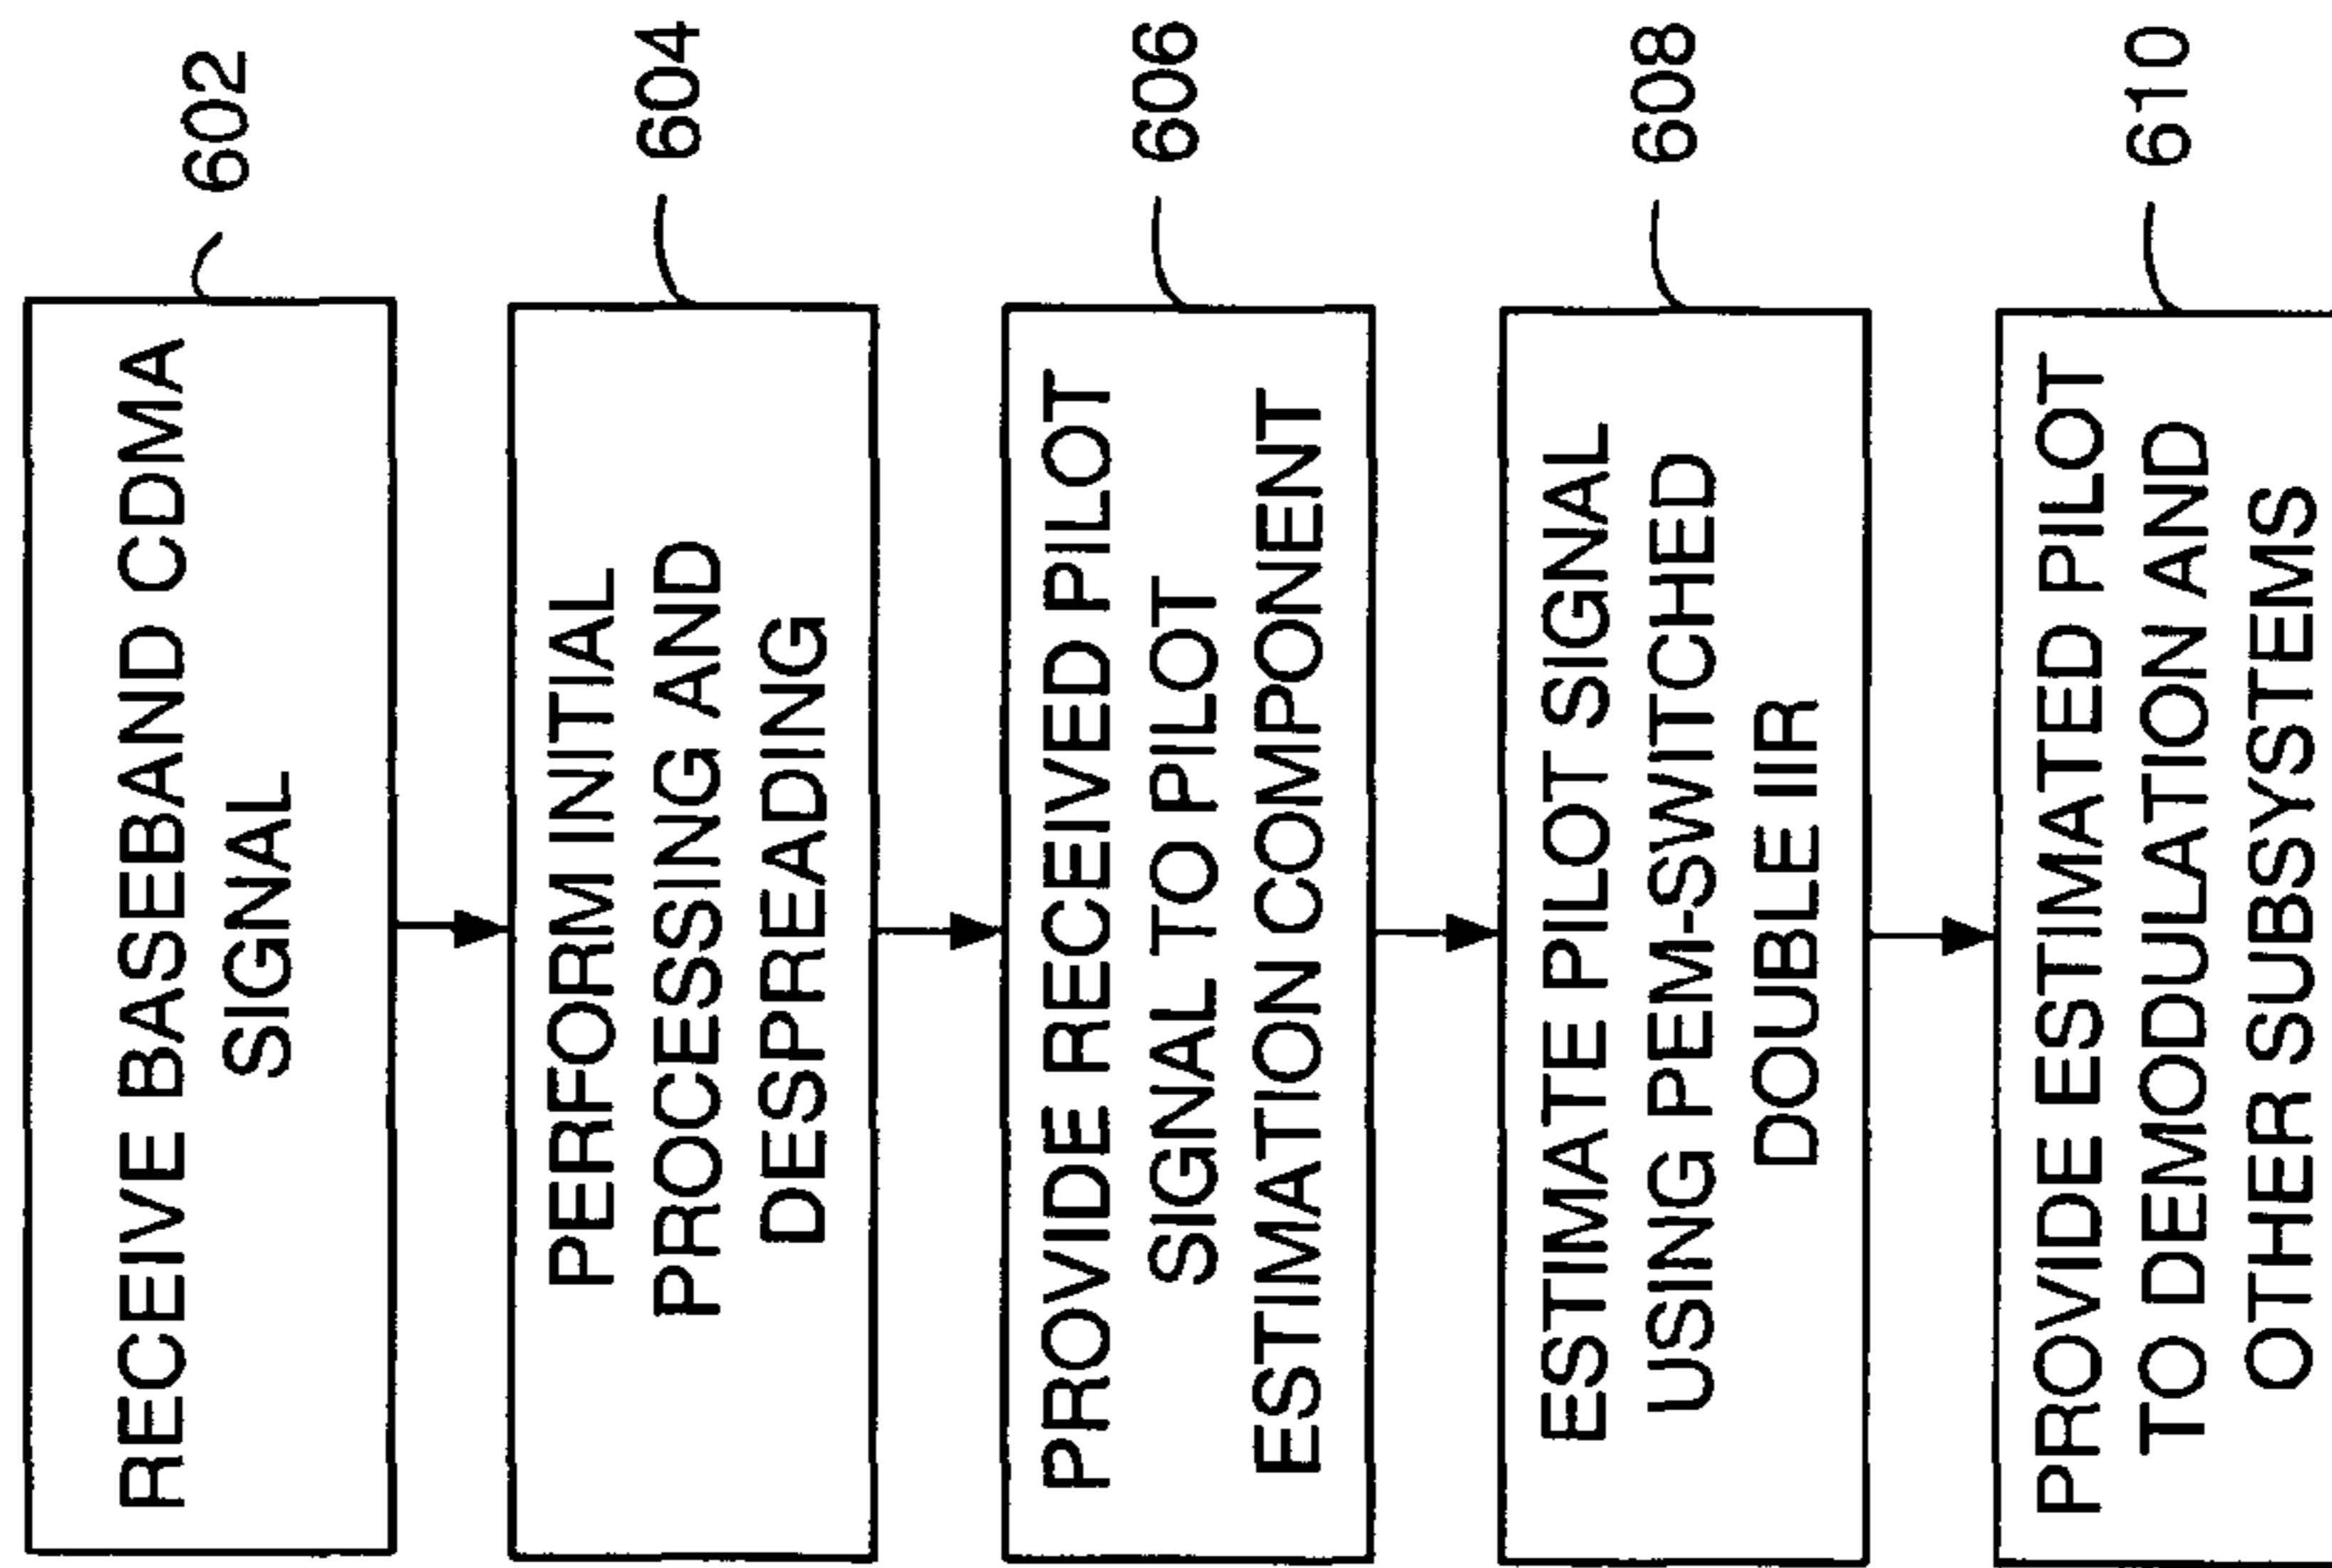 RECEIVE BASEBAND CDMA
SIGNAL
602
PERFORM INITIAL
PROCESSING AND
DESPREADING
604
PROVIDE RECEIVED PILOT
SIGNAL TO PILOT
ESTIMATION COMPONENT
606
ESTIMATE PILOT SIGNAL
USING PEM-SWITCHED
DOUBLE IIR
608
PROVIDE ESTIMATED PILOT
TO DEMODULATION AND
OTHER SUBSYSTEMS
610